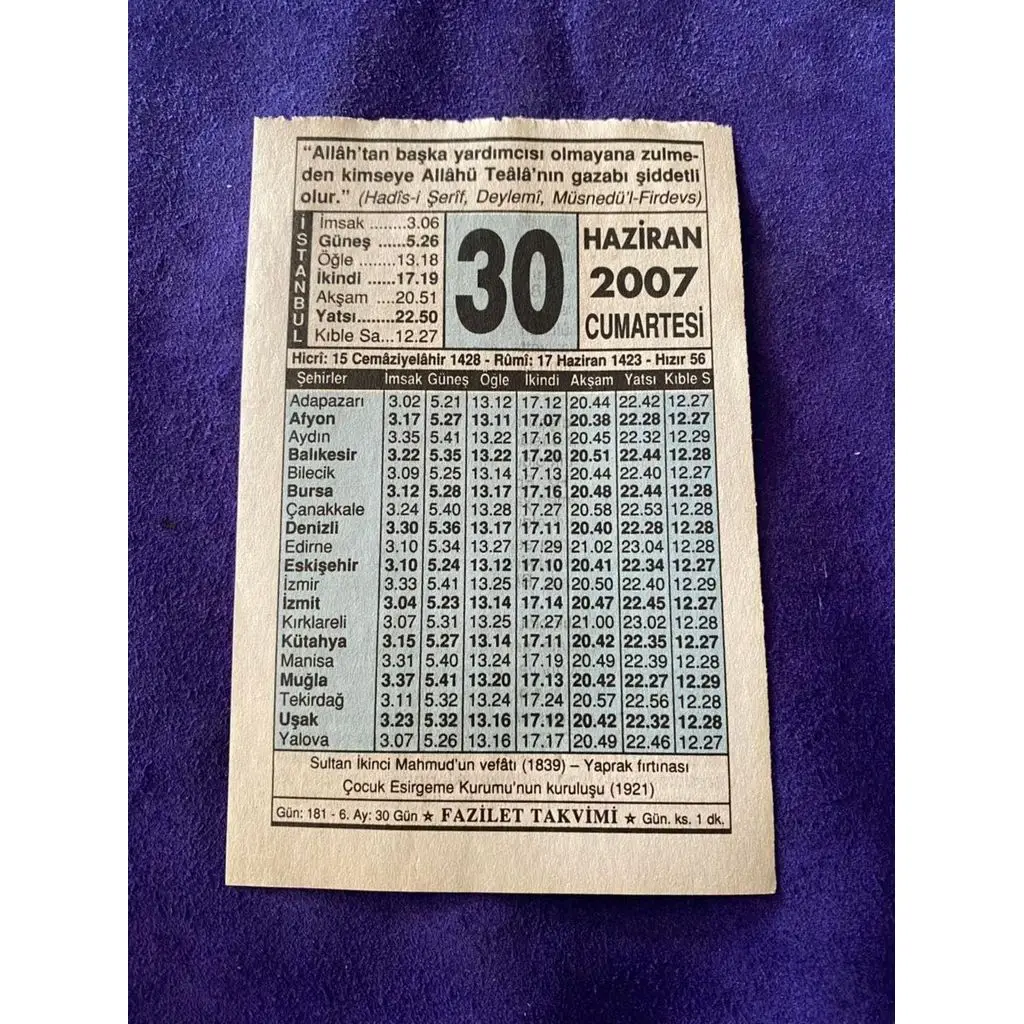 “Allâh’tan başka yardımcısı olmayana zulme-
den kimseye Allâhü Teâlâ’nın gazabı şiddetli
olur.” (Hadîs-i Şerîf, Deylemî, Müsnedü’l-Firdevs)
İSTANBUL
İmsak ........3.06
Güneş ......5.26
Öğle ........13.18
İkindi ......17.19
Akşam ....20.51
Yatsı........22.50
Kıble Sa...12.27
30
HAZİRAN
2007
CUMARTESİ
Hicrî: 15 Cemâziyelâhir 1428 - Rûmî: 17 Haziran 1423 - Hızır 56
Şehirler İmsak Güneş Öğle İkindi Akşam Yatsı Kıble S
Adapazarı 3.02 5.21 13.12 17.12 20.44 22.42 12.27
Afyon 3.17 5.27 13.11 17.07 20.38 22.28 12.27
Aydın 3.35 5.41 13.22 17.16 20.45 22.32 12.29
Balıkesir 3.22 5.35 13.22 17.20 20.51 22.44 12.28
Bilecik 3.09 5.25 13.14 17.13 20.44 22.40 12.27
Bursa 3.12 5.28 13.17 17.16 20.48 22.44 12.28
Çanakkale 3.24 5.40 13.28 17.27 20.58 22.53 12.28
Denizli 3.30 5.36 13.17 17.11 20.40 22.28 12.28
Edirne 3.10 5.34 13.27 17.29 21.02 23.04 12.28
Eskişehir 3.10 5.24 13.12 17.10 20.41 22.34 12.27
İzmir 3.33 5.41 13.25 17.20 20.50 22.40 12.29
İzmit 3.04 5.23 13.14 17.14 20.47 22.45 12.27
Kırklareli 3.07 5.31 13.25 17.27 21.00 23.02 12.28
Kütahya 3.15 5.27 13.14 17.11 20.42 22.35 12.27
Manisa 3.31 5.40 13.24 17.19 20.49 22.39 12.28
Muğla 3.37 5.41 13.20 17.13 20.42 22.27 12.29
Tekirdağ 3.11 5.32 13.24 17.24 20.57 22.56 12.28
Uşak 3.23 5.32 13.16 17.12 20.42 22.32 12.28
Yalova 3.07 5.26 13.16 17.17 20.49 22.46 12.27
Sultan İkinci Mahmud’un vefâtı (1839) – Yaprak fırtınası
Çocuk Esirgeme Kurumu’nun kuruluşu (1921)
Gün: 181 - 6. Ay: 30 Gün ★ FAZİLET TAKVİMİ ★ Gün. ks. 1 dk.